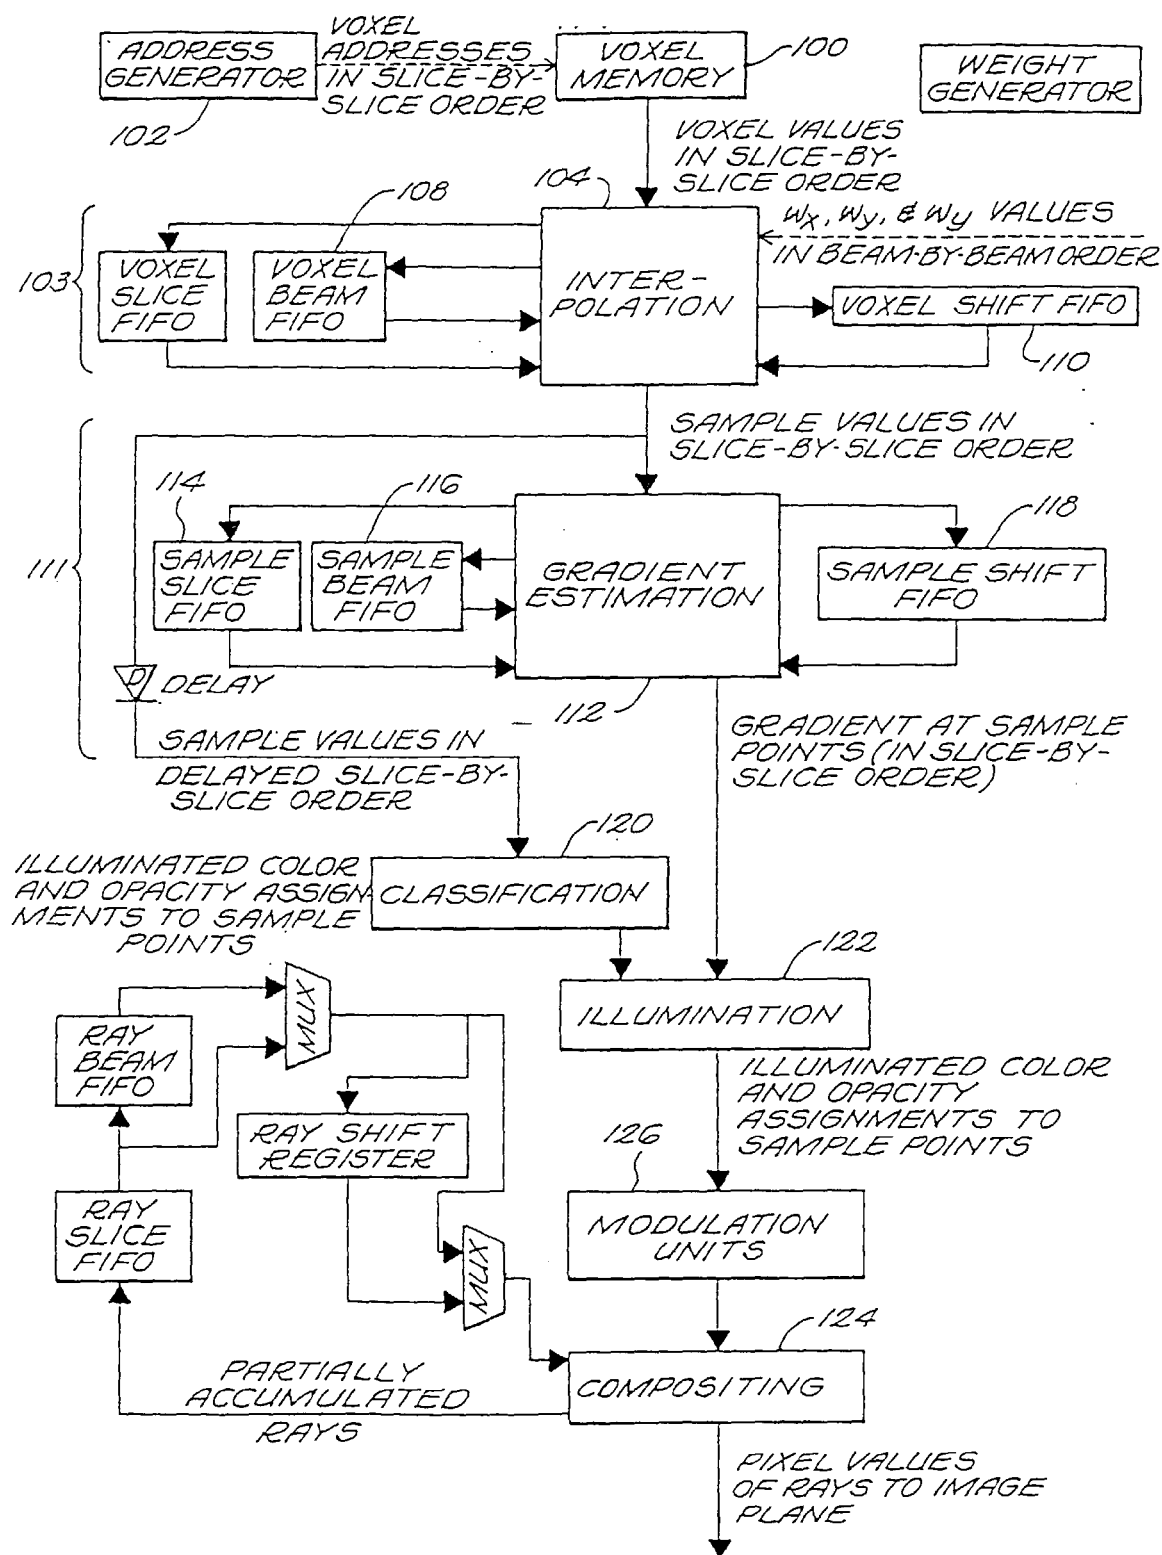 ADDRESS
GENERATOR
102
VOXEL
ADDRESSES
IN SLICE-BY-
SLICE ORDER
VOXEL
MEMORY
100
WEIGHT
GENERATOR
VOXEL VALUES
IN SLICE-BY-
SLICE ORDER
104
108
103
VOXEL
SLICE
FIFO
VOXEL
BEAM
FIFO
INTER-
POLATION
Wx, Wy, & Wy VALUES
IN BEAM-BY-BEAM ORDER
VOXEL SHIFT FIFO
110
SAMPLE VALUES IN
SLICE-BY-SLICE ORDER
111
114
116
118
SAMPLE
SLICE
FIFO
SAMPLE
BEAM
FIFO
GRADIENT
ESTIMATION
SAMPLE SHIFT
FIFO
D
DELAY
112
SAMPLE VALUES IN
DELAYED SLICE-BY-
SLICE ORDER
GRADIENT AT SAMPLE
POINTS (IN SLICE-BY-
SLICE ORDER)
120
ILLUMINATED COLOR
AND OPACITY ASSIGN-
MENTS TO SAMPLE
POINTS
CLASSIFICATION
122
ILLUMINATION
MUX
RAY
BEAM
FIFO
ILLUMINATED COLOR
AND OPACITY
ASSIGNMENTS TO
SAMPLE POINTS
RAY SHIFT
REGISTER
126
RAY
SLICE
FIFO
MODULATION
UNITS
MUX
124
COMPOSITING
PARTIALLY
ACCUMULATED
RAYS
PIXEL VALUES
OF RAYS TO IMAGE
PLANE